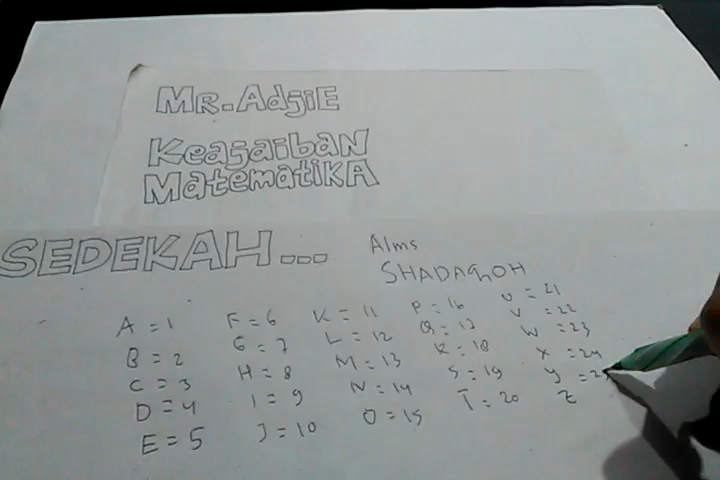 MR. AdjiE
Keajaiban
MatematiKA
SEDEKAH...
Alms
SHADAQOH
A = 1
B = 2
C = 3
D = 4
E = 5
F = 6
G = 7
H = 8
I = 9
J = 10
K = 11
L = 12
M = 13
N = 14
O = 15
P = 16
Q = 17
R = 18
S = 19
T = 20
U = 21
V = 22
W = 23
X = 24
Y = 2
Z